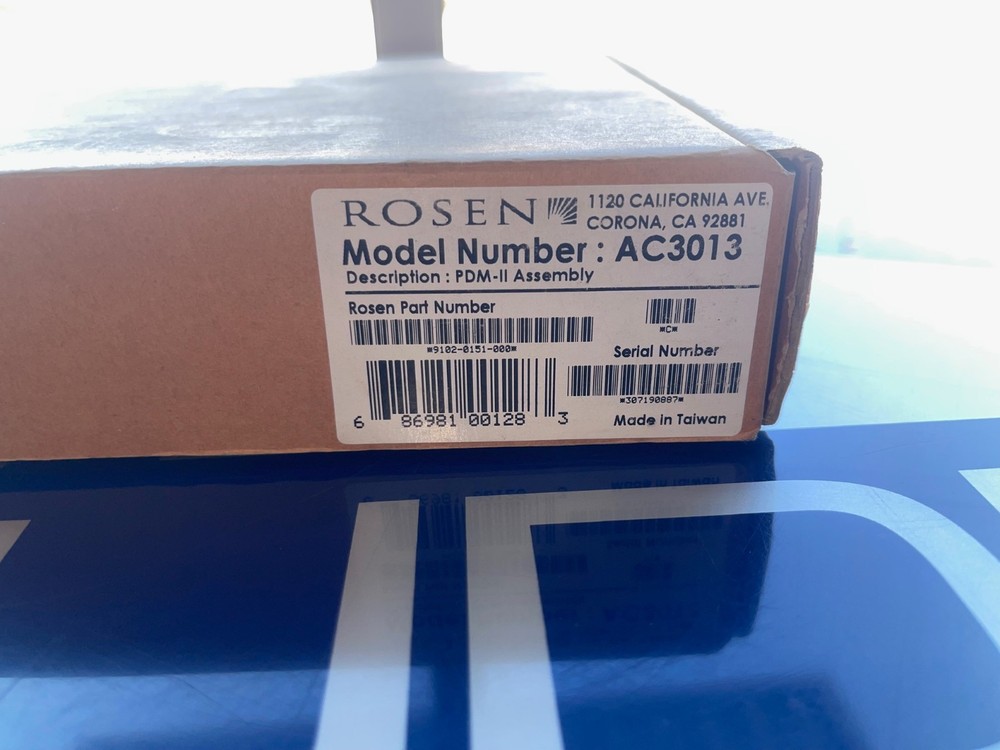 ROSEN
1120 CALIFORNIA AVE.
CORONA, CA 92881
Model Number : AC3013
Description : PDM-II Assembly
Rosen Part Number
*9102-0151-000*
*C*
Serial Number
*307190887*
6 86981 00128 3
Made in Taiwan